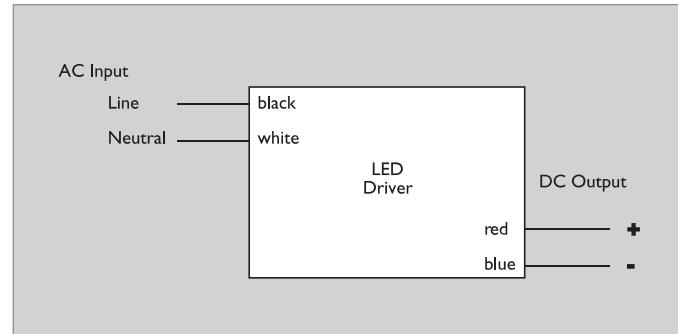 AC Input
Line
black
Neutral
white
LED
Driver
DC Output
red
+
blue
-